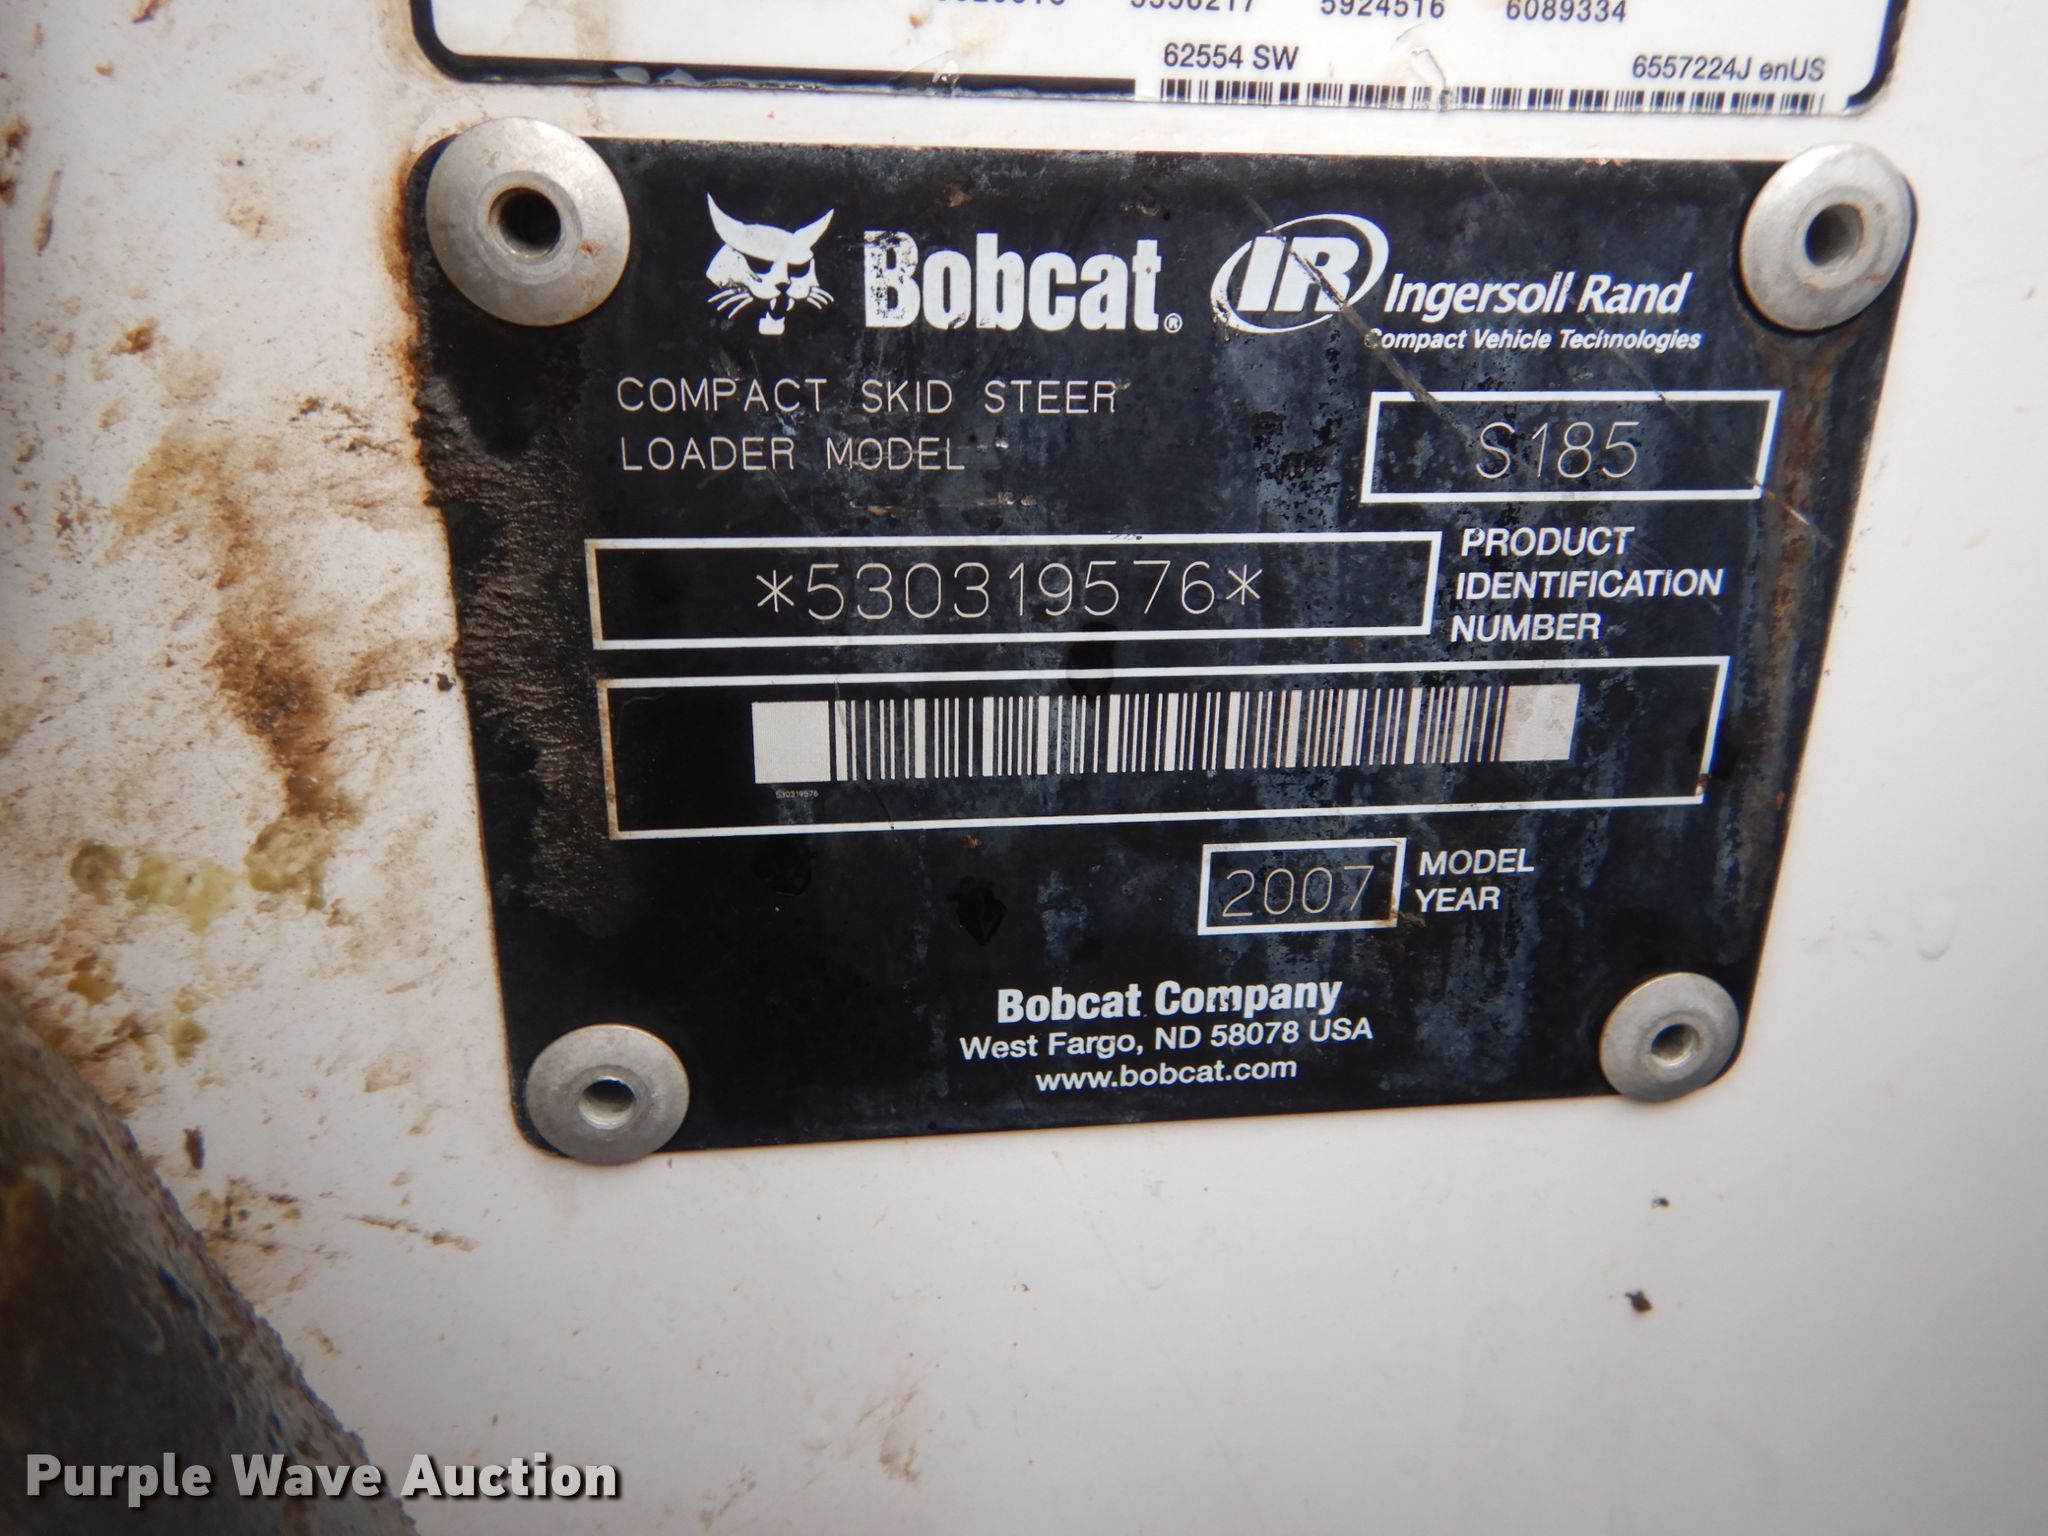 5924516 6089334
62554 SW
6557224J enUS
Bobcat® IR Ingersoll Rand
Compact Vehicle Technologies
COMPACT SKID STEER
LOADER MODEL
S185
*530319576*
PRODUCT
IDENTIFICATION
NUMBER
530319576
2007
MODEL
YEAR
Bobcat Company
West Fargo, ND 58078 USA
www.bobcat.com
Purple Wave Auction